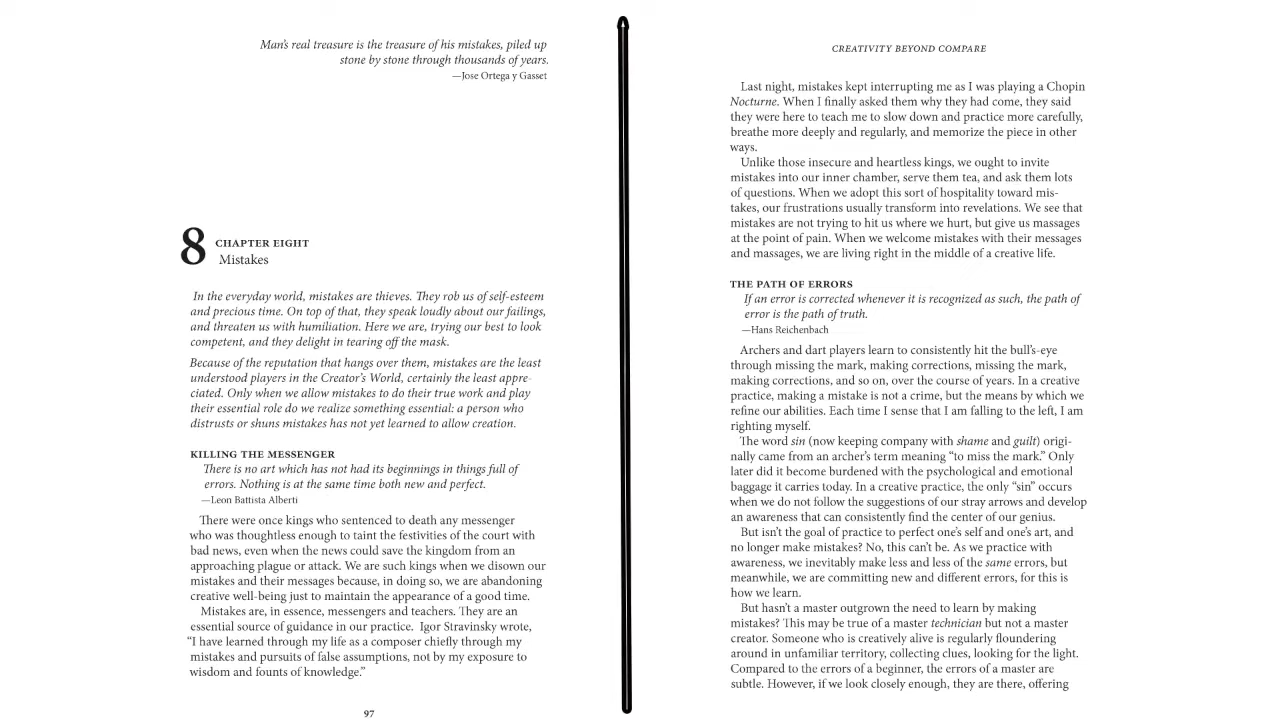 Man's real treasure is the treasure of his mistakes, piled up
stone by stone through thousands of years.
—Jose Ortega y Gasset
8 CHAPTER EIGHT
Mistakes
In the everyday world, mistakes are thieves. They rob us of self-esteem
and precious time. On top of that, they speak loudly about our failings,
and threaten us with humiliation. Here we are, trying our best to look
competent, and they delight in tearing off the mask.
Because of the reputation that hangs over them, mistakes are the least
understood players in the Creator's World, certainly the least appre-
ciated. Only when we allow mistakes to do their true work and play
their essential role do we realize something essential: a person who
distrusts or shuns mistakes has not yet learned to allow creation.
KILLING THE MESSENGER
There is no art which has not had its beginnings in things full of
errors. Nothing is at the same time both new and perfect.
—Leon Battista Alberti
There were once kings who sentenced to death any messenger
who was thoughtless enough to taint the festivities of the court with
bad news, even when the news could save the kingdom from an
approaching plague or attack. We are such kings when we disown our
mistakes and their messages because, in doing so, we are abandoning
creative well-being just to maintain the appearance of a good time.
Mistakes are, in essence, messengers and teachers. They are an
essential source of guidance in our practice. Igor Stravinsky wrote,
“I have learned through my life as a composer chiefly through my
mistakes and pursuits of false assumptions, not by my exposure to
wisdom and founts of knowledge.”
97
CREATIVITY BEYOND COMPARE
Last night, mistakes kept interrupting me as I was playing a Chopin
Nocturne. When I finally asked them why they had come, they said
they were here to teach me to slow down and practice more carefully,
breathe more deeply and regularly, and memorize the piece in other
ways.
Unlike those insecure and heartless kings, we ought to invite
mistakes into our inner chamber, serve them tea, and ask them lots
of questions. When we adopt this sort of hospitality toward mis-
takes, our frustrations usually transform into revelations. We see that
mistakes are not trying to hit us where we hurt, but give us massages
at the point of pain. When we welcome mistakes with their messages
and massages, we are living right in the middle of a creative life.
THE PATH OF ERRORS
If an error is corrected whenever it is recognized as such, the path of
error is the path of truth.
—Hans Reichenbach
Archers and dart players learn to consistently hit the bull's-eye
through missing the mark, making corrections, missing the mark,
making corrections, and so on, over the course of years. In a creative
practice, making a mistake is not a crime, but the means by which we
refine our abilities. Each time I sense that I am falling to the left, I am
righting myself.
The word sin (now keeping company with shame and guilt) origi-
nally came from an archer's term meaning “to miss the mark.” Only
later did it become burdened with the psychological and emotional
baggage it carries today. In a creative practice, the only “sin” occurs
when we do not follow the suggestions of our stray arrows and develop
an awareness that can consistently find the center of our genius.
But isn't the goal of practice to perfect one's self and one's art, and
no longer make mistakes? No, this can't be. As we practice with
awareness, we inevitably make less and less of the same errors, but
meanwhile, we are committing new and different errors, for this is
how we learn.
But hasn't a master outgrown the need to learn by making
mistakes? This may be true of a master technician but not a master
creator. Someone who is creatively alive is regularly floundering
around in unfamiliar territory, collecting clues, looking for the light.
Compared to the errors of a beginner, the errors of a master are
subtle. However, if we look closely enough, they are there, offering